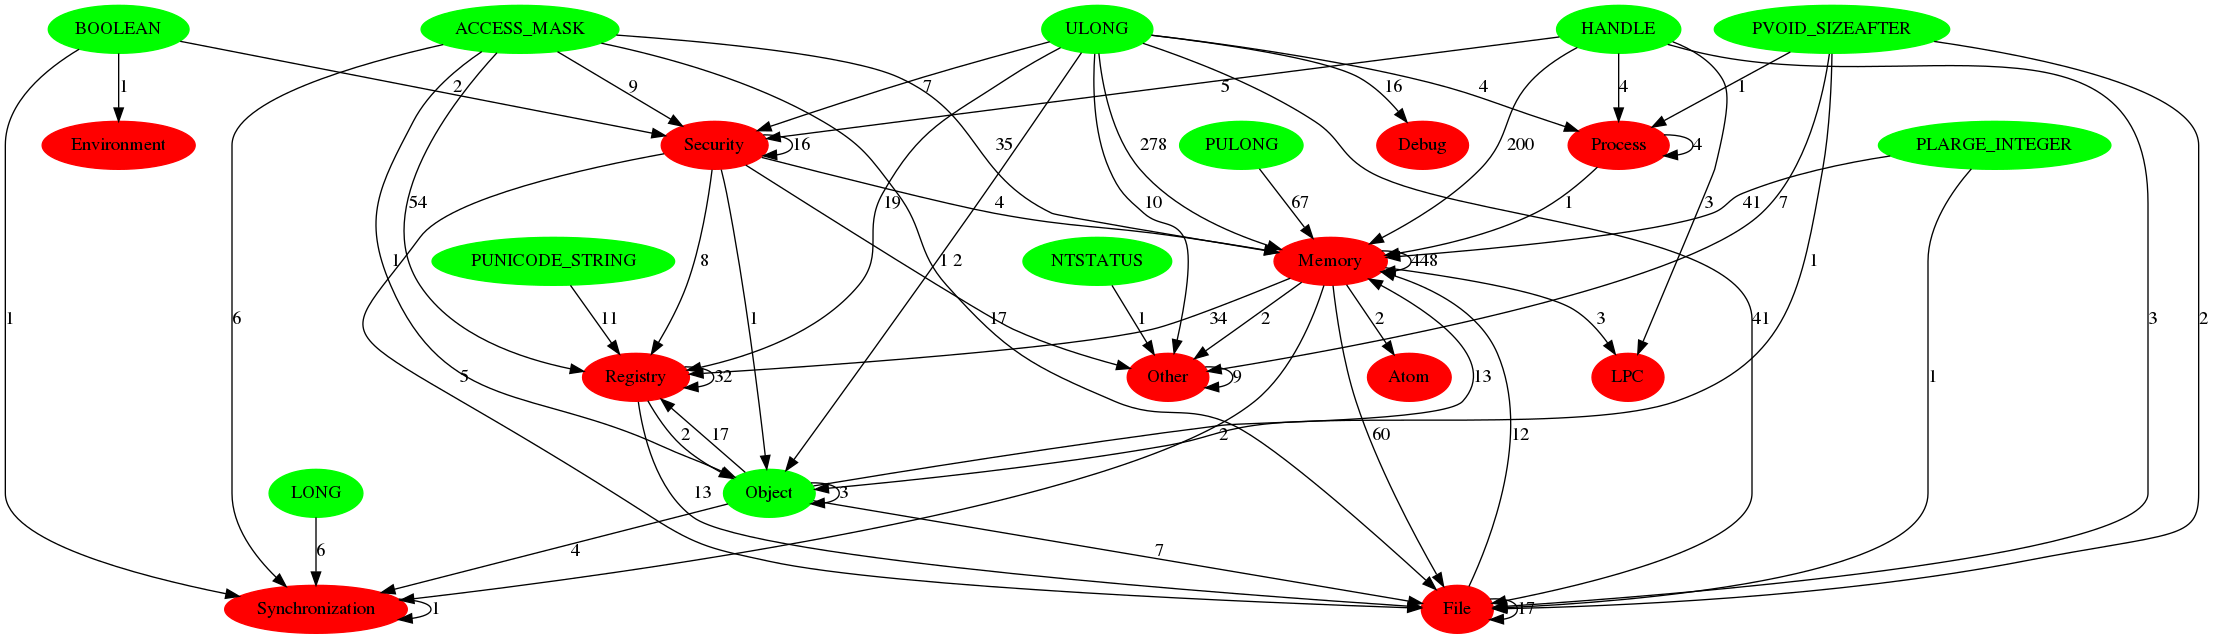 BOOLEAN
ACCESS_MASK
ULONG
HANDLE
PVOID_SIZEAFTER
1
2
9
7
5
16
4
4
1
Environment
Security
16
PULONG
Debug
Process
4
PLARGE_INTEGER
54
19
35
4
10
278
67
200
1
3
41
7
PUNICODE_STRING
1
8
1 2
NTSTATUS
Memory
448
1
1
6
11
1
17
34
1
2
2
3
41
3
2
Registry
32
5
Other
9
Atom
13
LPC
1
2
17
2
60
12
LONG
13
Object
3
6
4
7
Synchronization
1
File
17